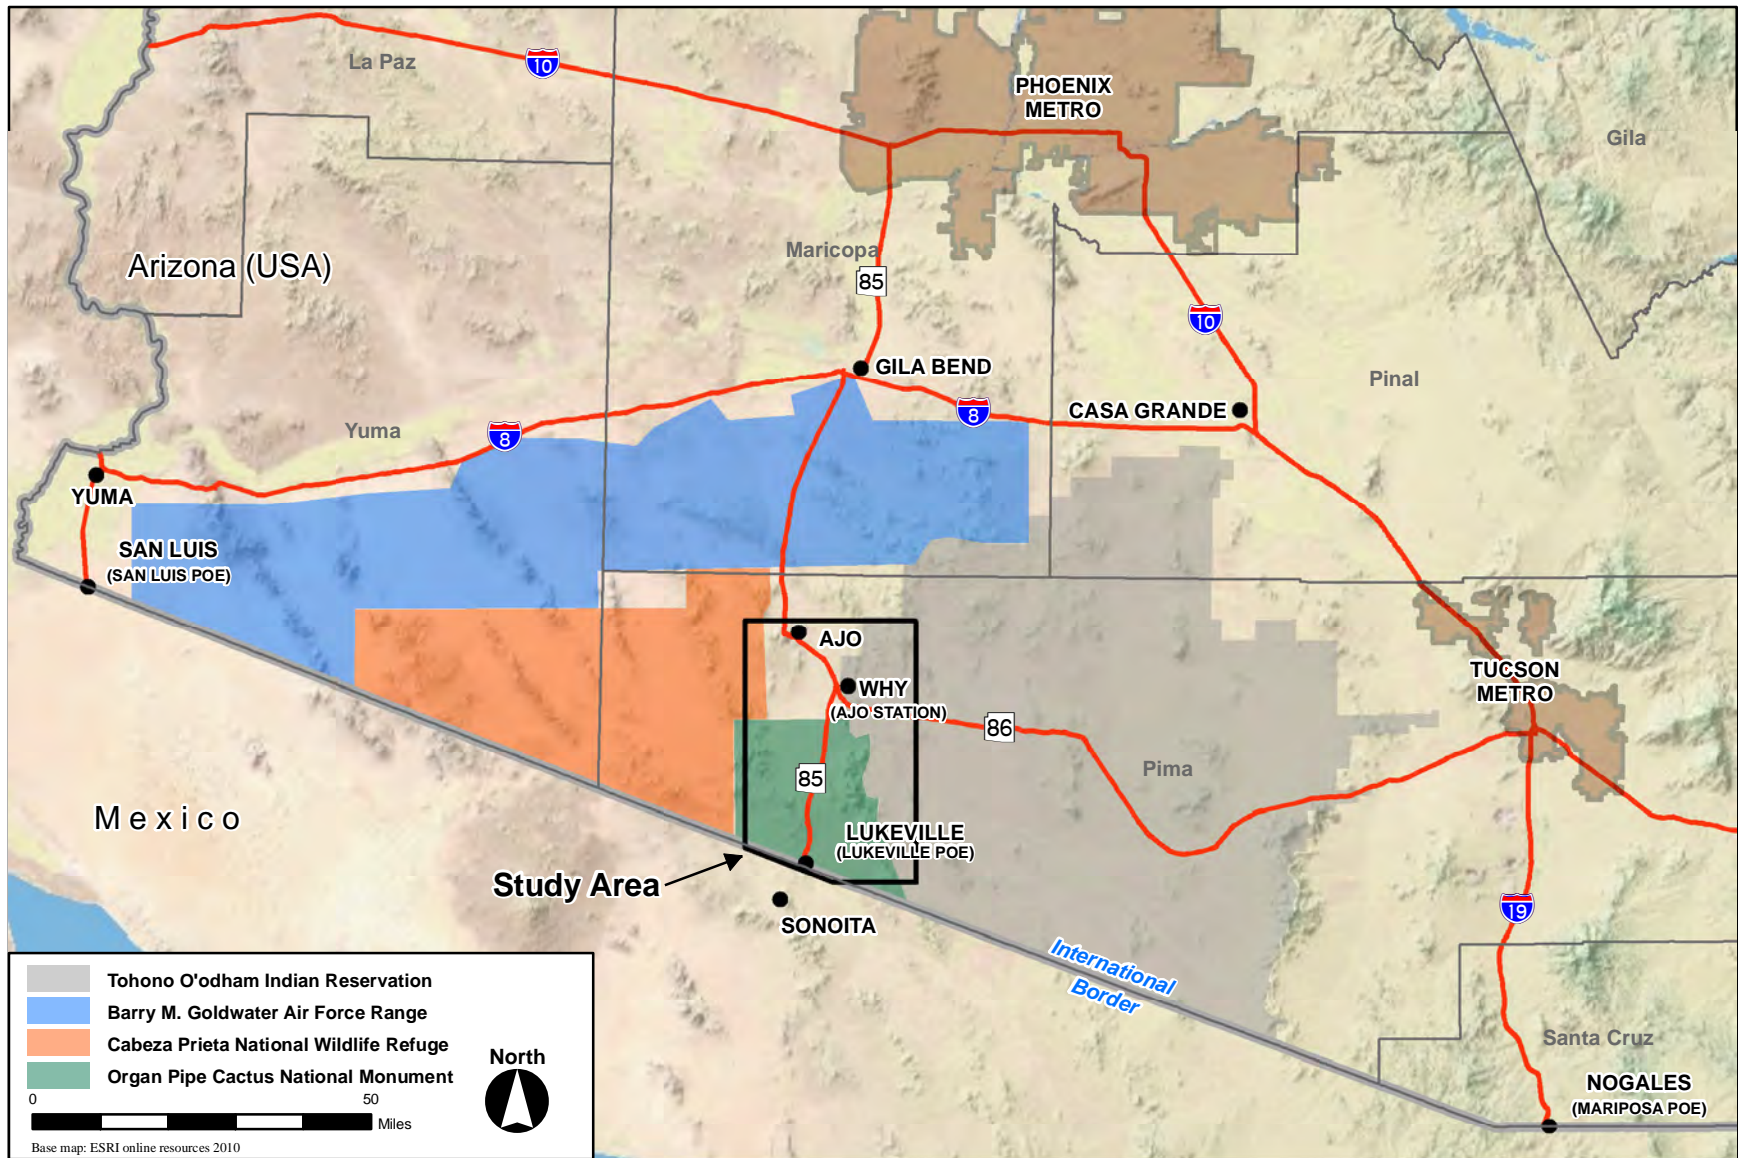 La Paz
10
PHOENIX
METRO
Gila
Arizona (USA)
Maricopa
85
10
GILA BEND
Pinal
8
CASA GRANDE
Yuma
8
YUMA
SAN LUIS
(SAN LUIS POE)
AJO
WHY
(AJO STATION)
86
TUCSON
METRO
Pima
85
Mexico
LUKEVILLE
(LUKEVILLE POE)
Study Area
SONOITA
19
International
Border
Santa Cruz
NOGALES
(MARIPOSA POE)
Tohono O'odham Indian Reservation
Barry M. Goldwater Air Force Range
Cabeza Prieta National Wildlife Refuge
Organ Pipe Cactus National Monument
North
0 50
Miles
Base map: ESRI online resources 2010